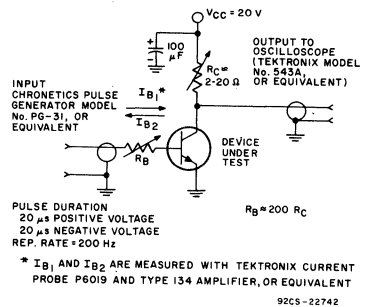 VCC = 20 V
+
100
μF
−
RC≈
2-20 Ω
OUTPUT TO
OSCILLOSCOPE
(TEKTRONIX MODEL
No. 543A,
OR EQUIVALENT)
INPUT
CHRONETICS PULSE
GENERATOR MODEL
No. PG-31, OR
EQUIVALENT
IB1*
IB2
RB
DEVICE
UNDER
TEST
PULSE DURATION
20 μs POSITIVE VOLTAGE
20 μs NEGATIVE VOLTAGE
REP. RATE = 200 Hz
RB≈200 RC
* IB1 AND IB2 ARE MEASURED WITH TEKTRONIX CURRENT
PROBE P6019 AND TYPE 134 AMPLIFIER, OR EQUIVALENT
92CS-22742